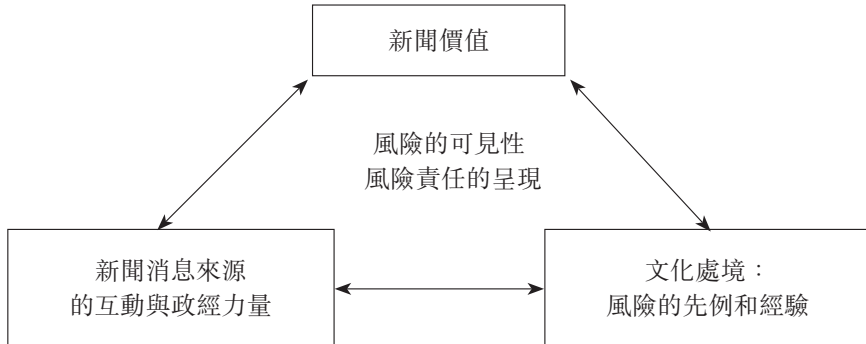 新聞價值
風險的可見性
風險責任的呈現
新聞消息來源
的互動與政經力量
文化處境：
風险的先例和經驗